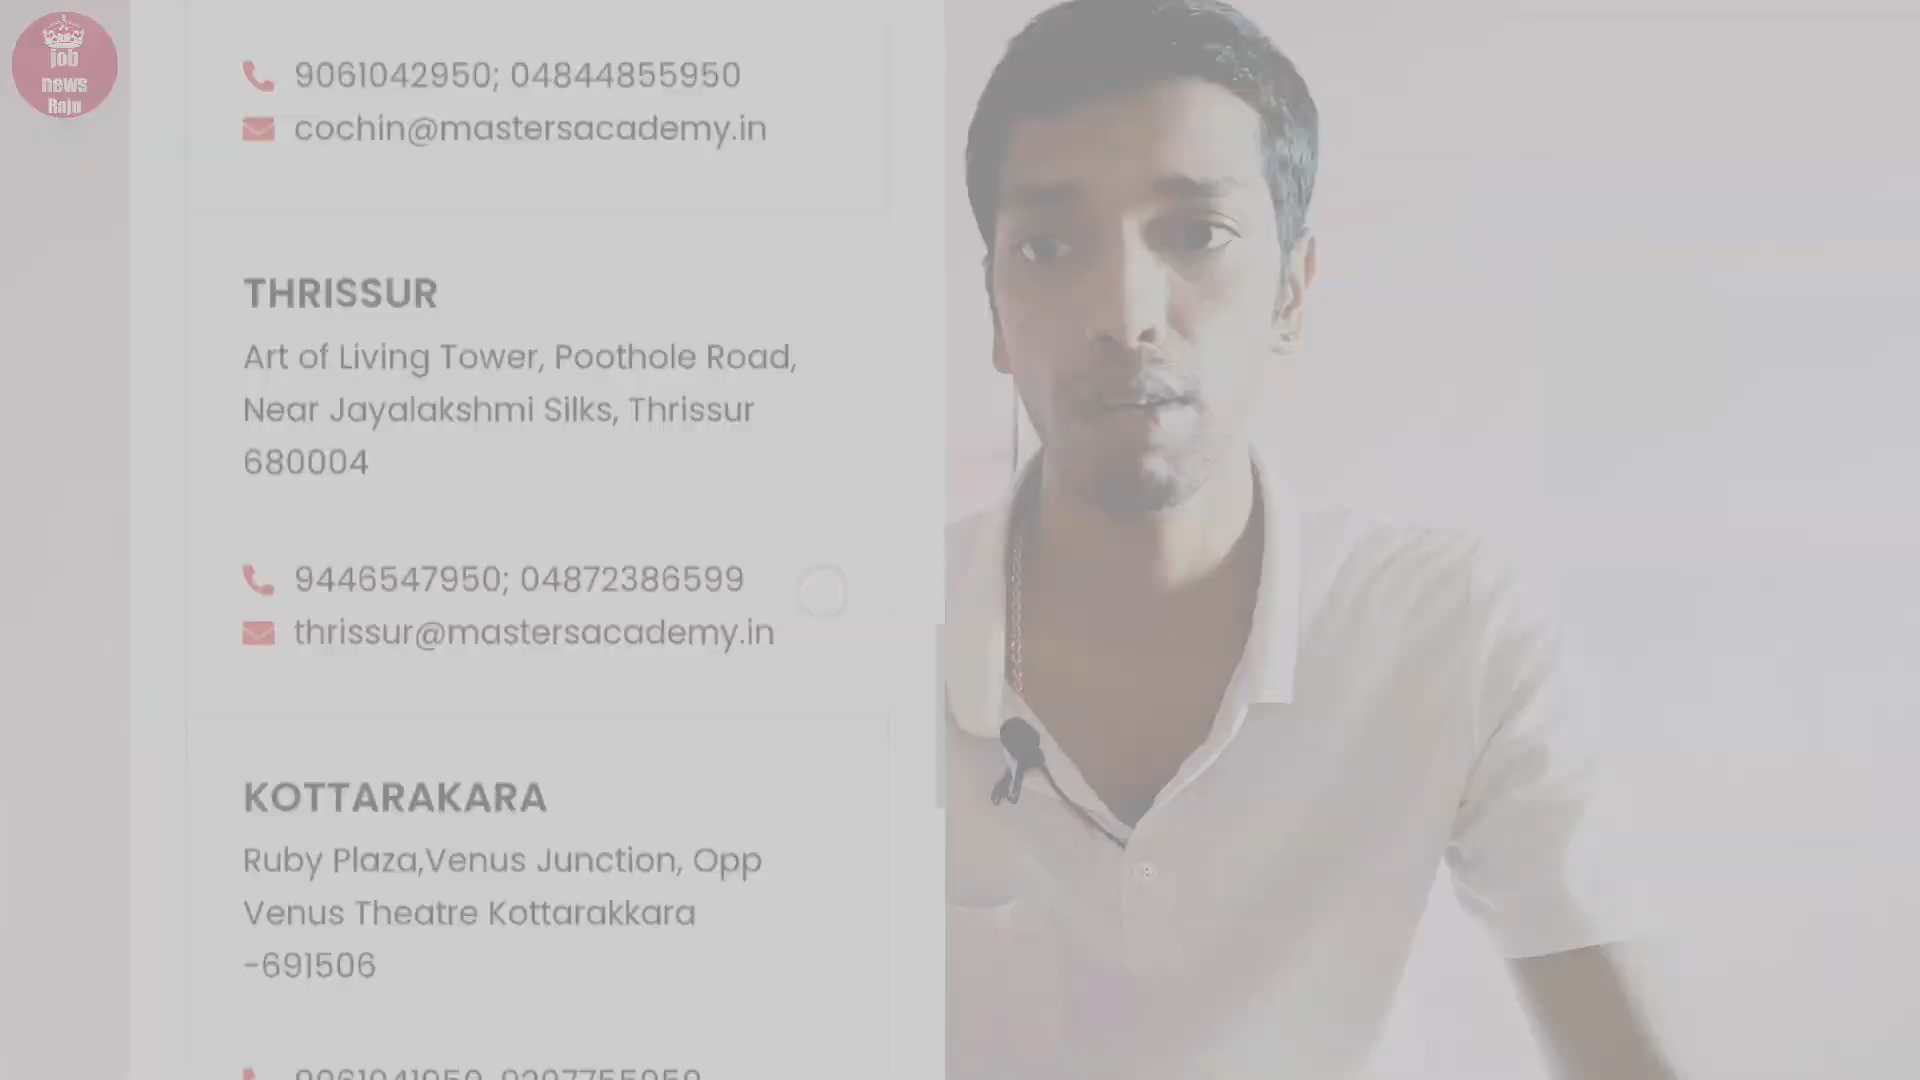 job
news
Raju
9061042950; 04844855950
cochin@mastersacademy.in
THRISSUR
Art of Living Tower, Poothole Road,
Near Jayalakshmi Silks, Thrissur
680004
9446547950; 04872386599
thrissur@mastersacademy.in
KOTTARAKARA
Ruby Plaza,Venus Junction, Opp
Venus Theatre Kottarakkara
-691506